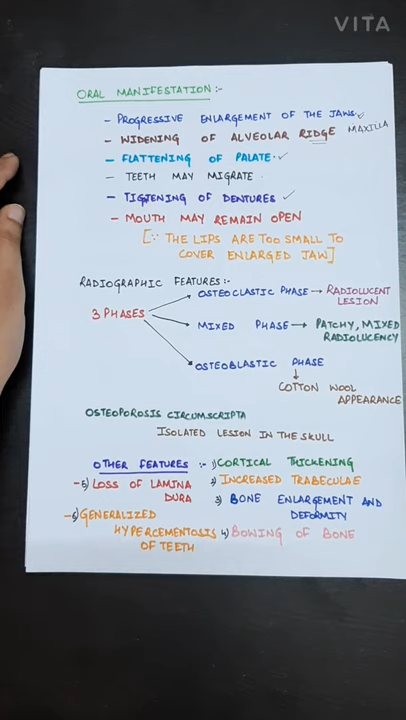 VITA
ORAL MANIFESTATION :-
- PROGRESSIVE ENLARGEMENT OF THE JAWS.
- WIDENING OF ALVEOLAR RIDGE MAXILLA
- FLATTENING OF PALATE.
- TEETH MAY MIGRATE
- TIGTENING OF DENTURES
- MOUTH MAY REMAIN OPEN
[∵ THE LIPS ARE TOO SMALL TO
COVER ENLARGED JAW]
RADIOGRAPHIC FEATURES :-
3 PHASES
OSTEOCLASTIC PHASE → RADIOLUCENT
LESION
MIXED PHASE → PATCHY, MIXED
RADIOLUCENCY
OSTEOBLASTIC PHASE
↓
COTTON WOOL
APPEARANCE
OSTEOPOROSIS CIRCUMSCRIPTA
ISOLATED LESION IN THE SKULL
OTHER FEATURES :- 1) CORTICAL THICKENING
2) INCREASED TRABECULAE
3) BONE ENLARGEMENT AND
DEFORMITY
4) BOWING OF BONE
- 5) LOSS OF LAMINA
DURA
- 6) GENERALIZED
HYPERCEMENTOSIS
OF TEETH